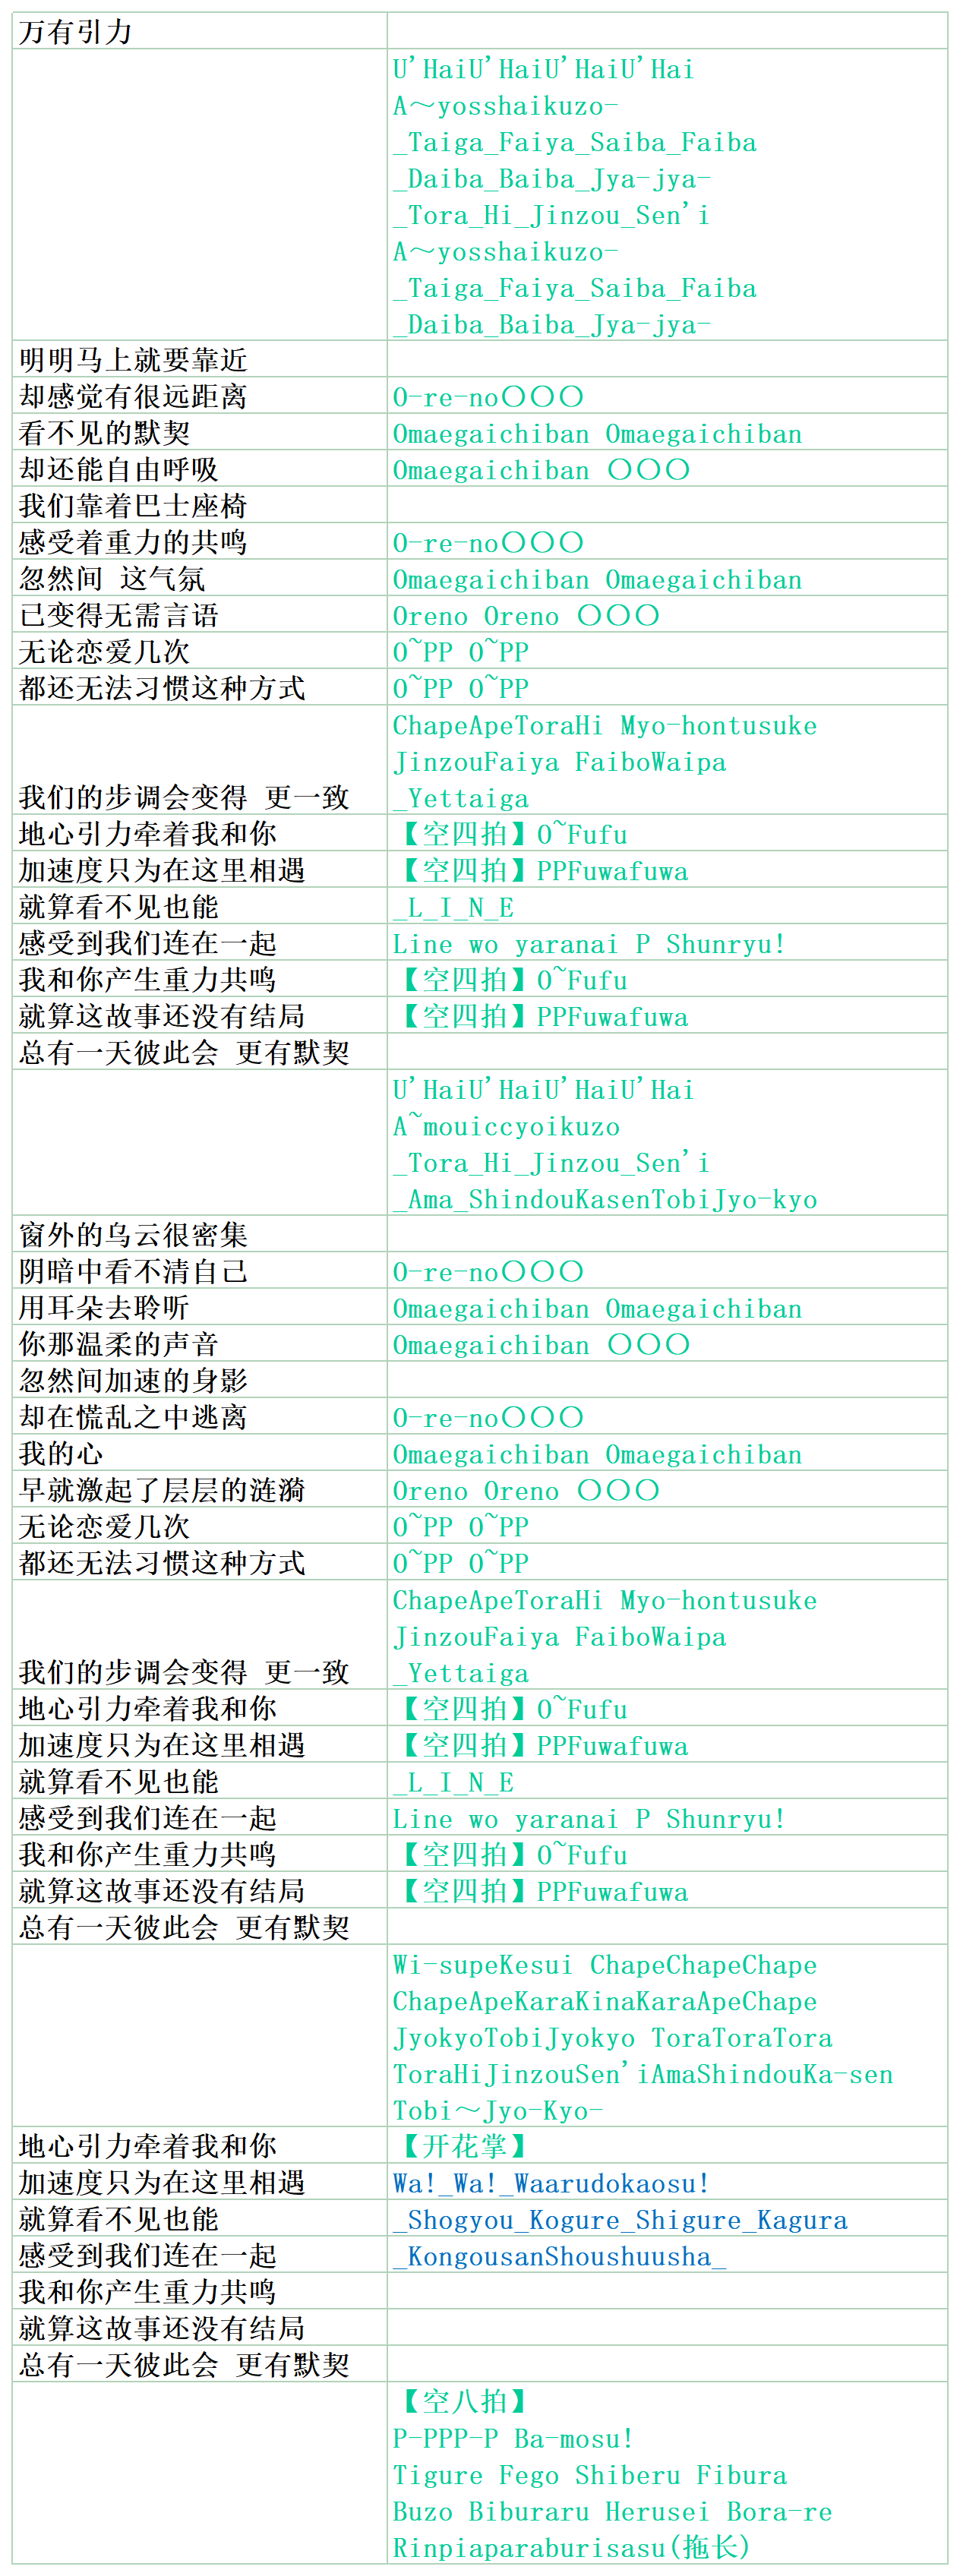 万有引力
U'HaiU'HaiU'HaiU'Hai
A～yosshaikuzo-
_Taiga_Faiya_Saiba_Faiba
_Daiba_Baiba_Jya-jya-
_Tora_Hi_Jinzou_Sen'i
A～yosshaikuzo-
_Taiga_Faiya_Saiba_Faiba
_Daiba_Baiba_Jya-jya-
明明马上就要靠近
却感觉有很远距离 O-re-no〇〇〇
看不见的默契 Omaegaichiban Omaegaichiban
却还能自由呼吸 Omaegaichiban 〇〇〇
我们靠着巴士座椅
感受着重力的共鸣 O-re-no〇〇〇
忽然间 这气氛 Omaegaichiban Omaegaichiban
已变得无需言语 Oreno Oreno 〇〇〇
无论恋爱几次 O~PP O~PP
都还无法习惯这种方式 O~PP O~PP
ChapeApeToraHi Myo-hontusuke
JinzouFaiya FaiboWaipa
我们的步调会变得 更一致 _Yettaiga
地心引力牵着我和你 【空四拍】O~Fufu
加速度只为在这里相遇 【空四拍】PPFuwafuwa
就算看不见也能 _L_I_N_E
感受到我们连在一起 Line wo yaranai P Shunryu!
我和你产生重力共鸣 【空四拍】O~Fufu
就算这故事还没有结局 【空四拍】PPFuwafuwa
总有一天彼此会 更有默契
U'HaiU'HaiU'HaiU'Hai
A~mouiccyoikuzo
_Tora_Hi_Jinzou_Sen'i
_Ama_ShindouKasenTobiJyo-kyo
窗外的乌云很密集
阴暗中看不清自己 O-re-no〇〇〇
用耳朵去聆听 Omaegaichiban Omaegaichiban
你那温柔的声音 Omaegaichiban 〇〇〇
忽然间加速的身影
却在慌乱之中逃离 O-re-no〇〇〇
我的心 Omaegaichiban Omaegaichiban
早就激起了层层的涟漪 Oreno Oreno 〇〇〇
无论恋爱几次 O~PP O~PP
都还无法习惯这种方式 O~PP O~PP
ChapeApeToraHi Myo-hontusuke
JinzouFaiya FaiboWaipa
我们的步调会变得 更一致 _Yettaiga
地心引力牵着我和你 【空四拍】O~Fufu
加速度只为在这里相遇 【空四拍】PPFuwafuwa
就算看不见也能 _L_I_N_E
感受到我们连在一起 Line wo yaranai P Shunryu!
我和你产生重力共鸣 【空四拍】O~Fufu
就算这故事还没有结局 【空四拍】PPFuwafuwa
总有一天彼此会 更有默契
Wi-supeKesui ChapeChapeChape
ChapeApeKaraKinaKaraApeChape
JyokyoTobiJyokyo ToraToraTora
ToraHiJinzouSen'iAmaShindouKa-sen
Tobi～Jyo-Kyo-
地心引力牵着我和你 【开花掌】
加速度只为在这里相遇 Wa!_Wa!_Waarudokaosu!
就算看不见也能 _Shogyou_Kogure_Shigure_Kagura
感受到我们连在一起 _KongousanShoushuusha_
我和你产生重力共鸣
就算这故事还没有结局
总有一天彼此会 更有默契
【空八拍】
P-PPP-P Ba-mosu!
Tigure Fego Shiberu Fibura
Buzo Biburaru Herusei Bora-re
Rinpiaparaburisasu(拖长)